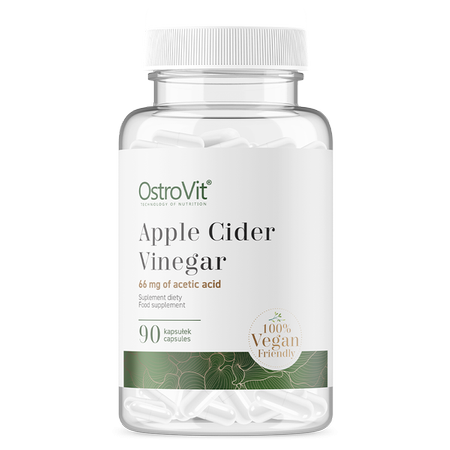 OstroVit®
TECHNOLOGY OF NUTRITION
Apple Cider
Vinegar
66 mg of acetic acid
Suplement diety
Food supplement
90 kapsułek
capsules
100%
Vegan
Friendly